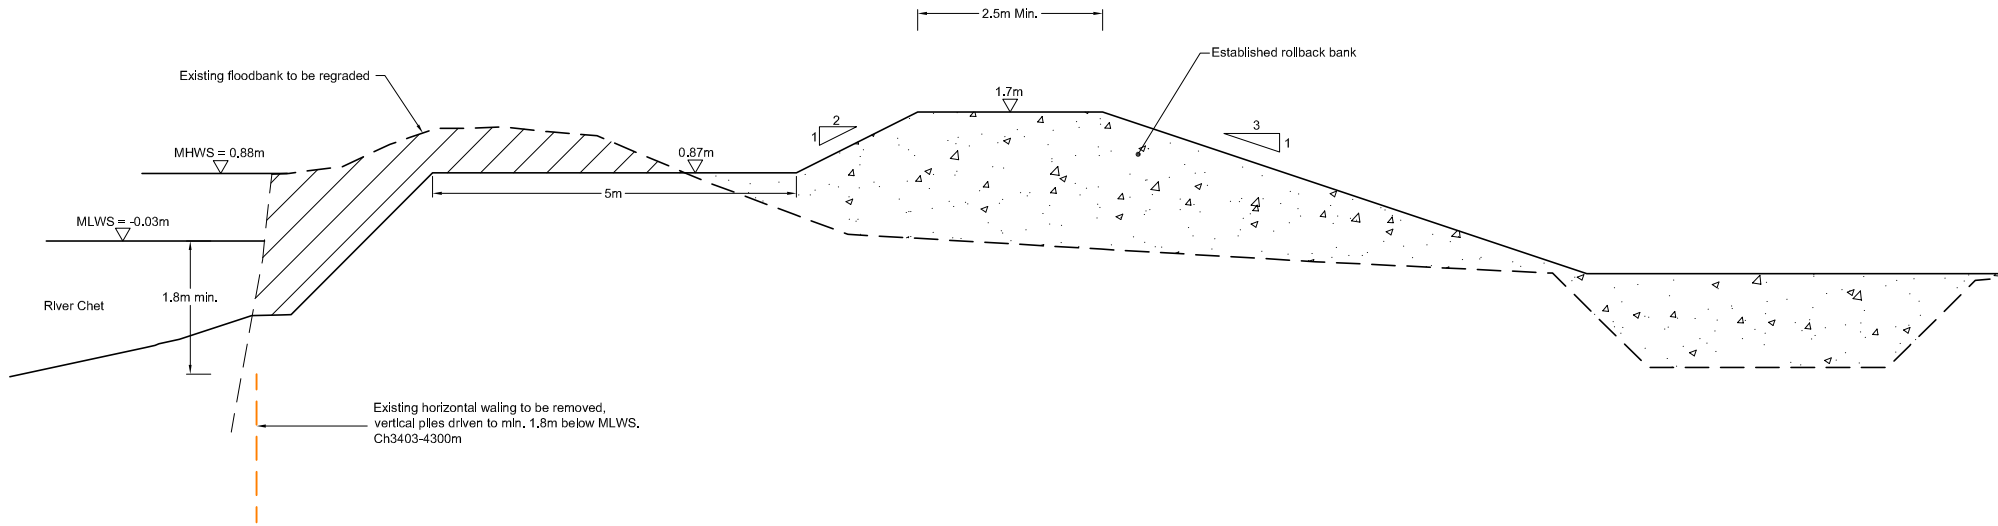 2.5m Min.
Established rollback bank
Existing floodbank to be regraded
1.7m
2
1
3
1
MHWS = 0.88m
0.87m
5m
MLWS = -0.03m
1.8m min.
River Chet
Existing horizontal waling to be removed,
vertical piles driven to min. 1.8m below MLWS.
Ch3403-4300m